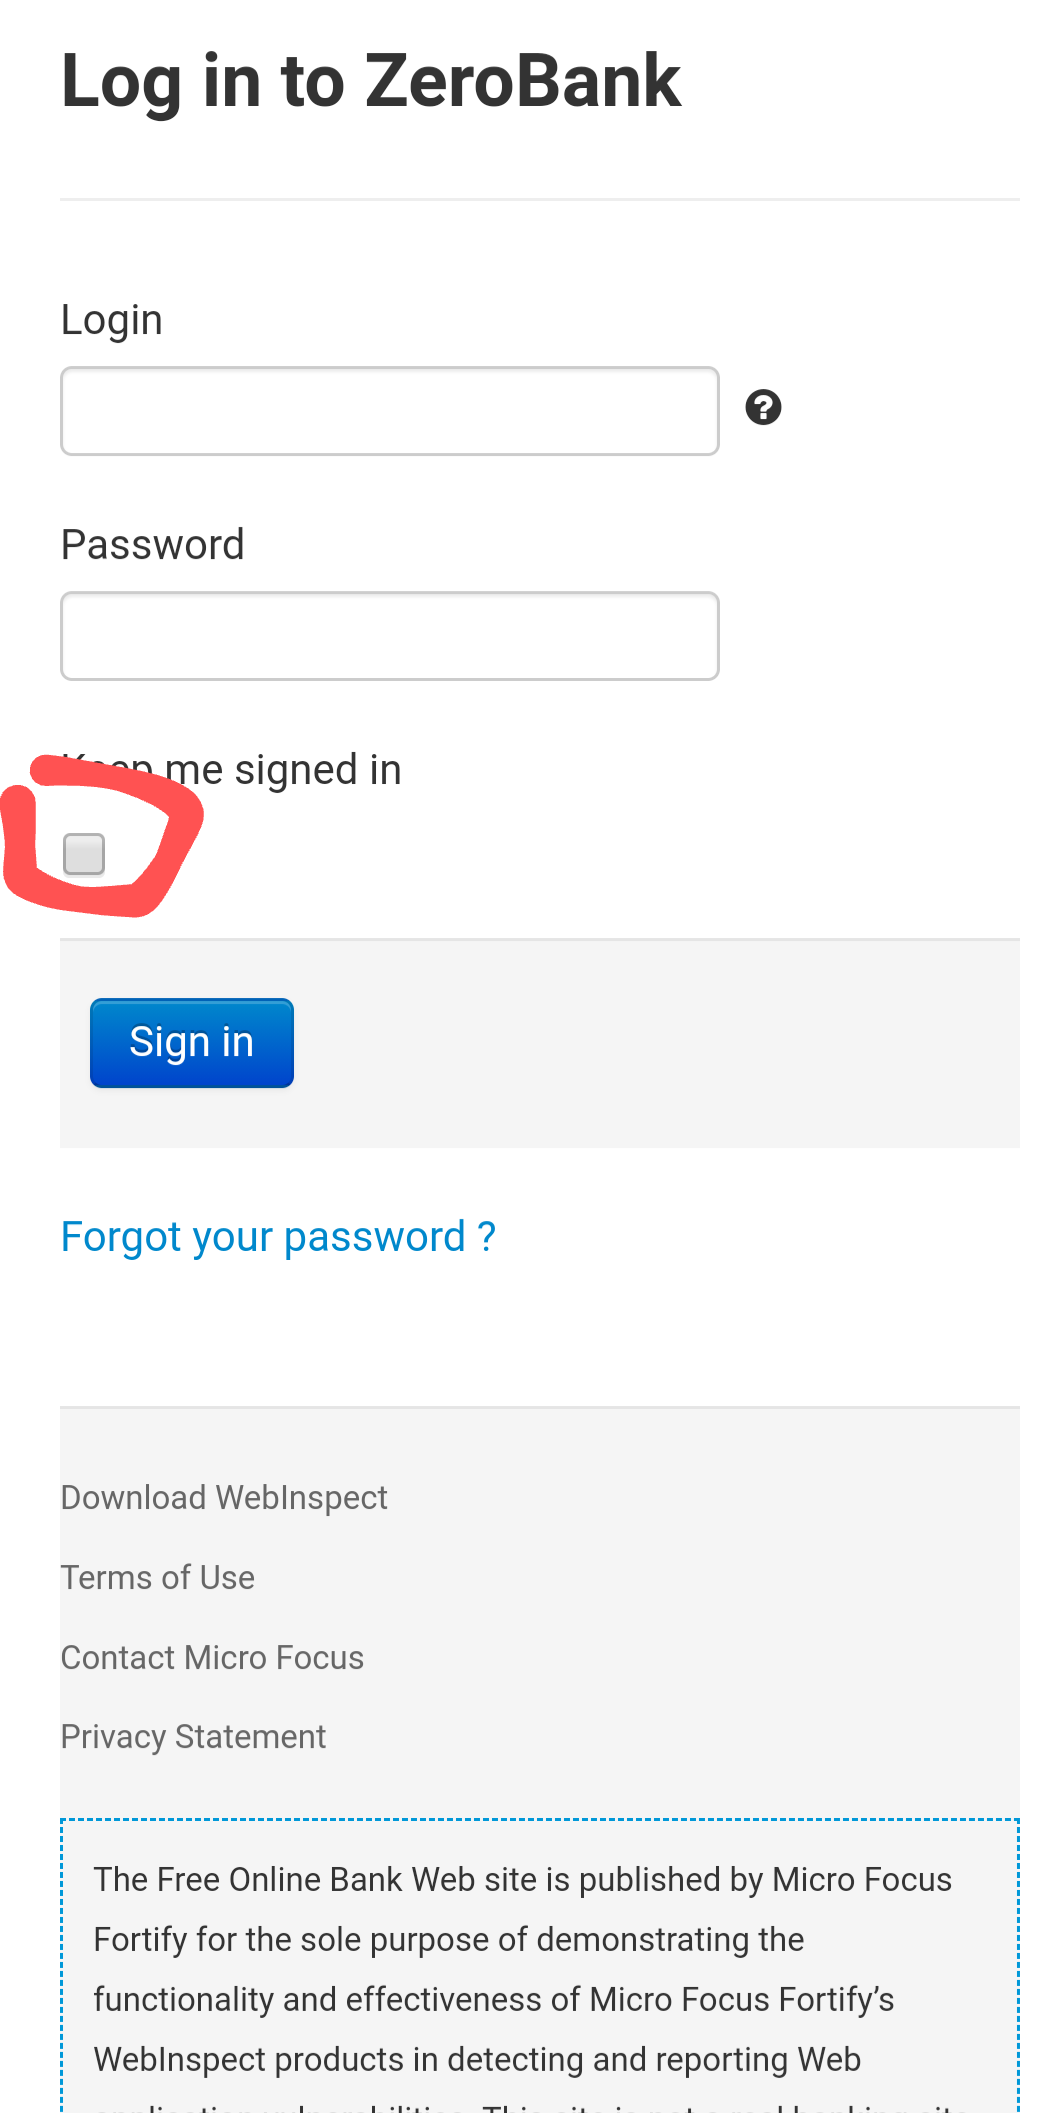 Log in to ZeroBank
Login
Password
Keep me signed in
Sign in
Forgot your password ?
Download WebInspect
Terms of Use
Contact Micro Focus
Privacy Statement
The Free Online Bank Web site is published by Micro Focus
Fortify for the sole purpose of demonstrating the
functionality and effectiveness of Micro Focus Fortify’s
WebInspect products in detecting and reporting Web